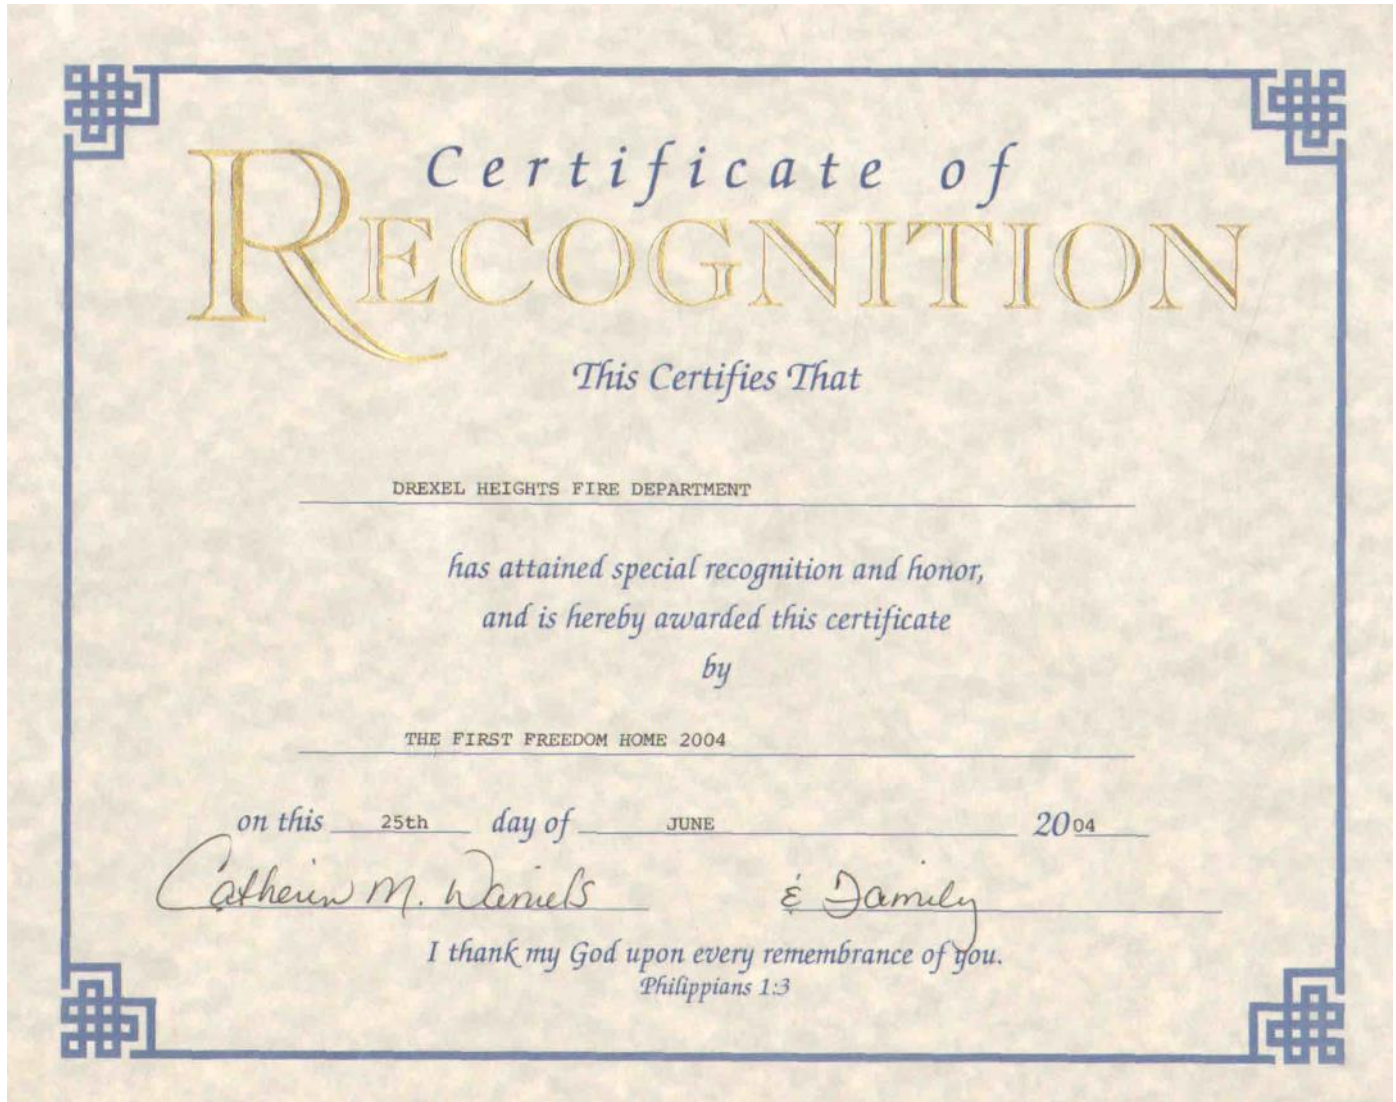 Certificate of
RECOGNITION
This Certifies That
DREXEL HEIGHTS FIRE DEPARTMENT
has attained special recognition and honor,
and is hereby awarded this certificate
by
THE FIRST FREEDOM HOME 2004
on this 25th day of JUNE 2004
Catherin M. Daniels & Family
I thank my God upon every remembrance of you.
Philippians 1:3